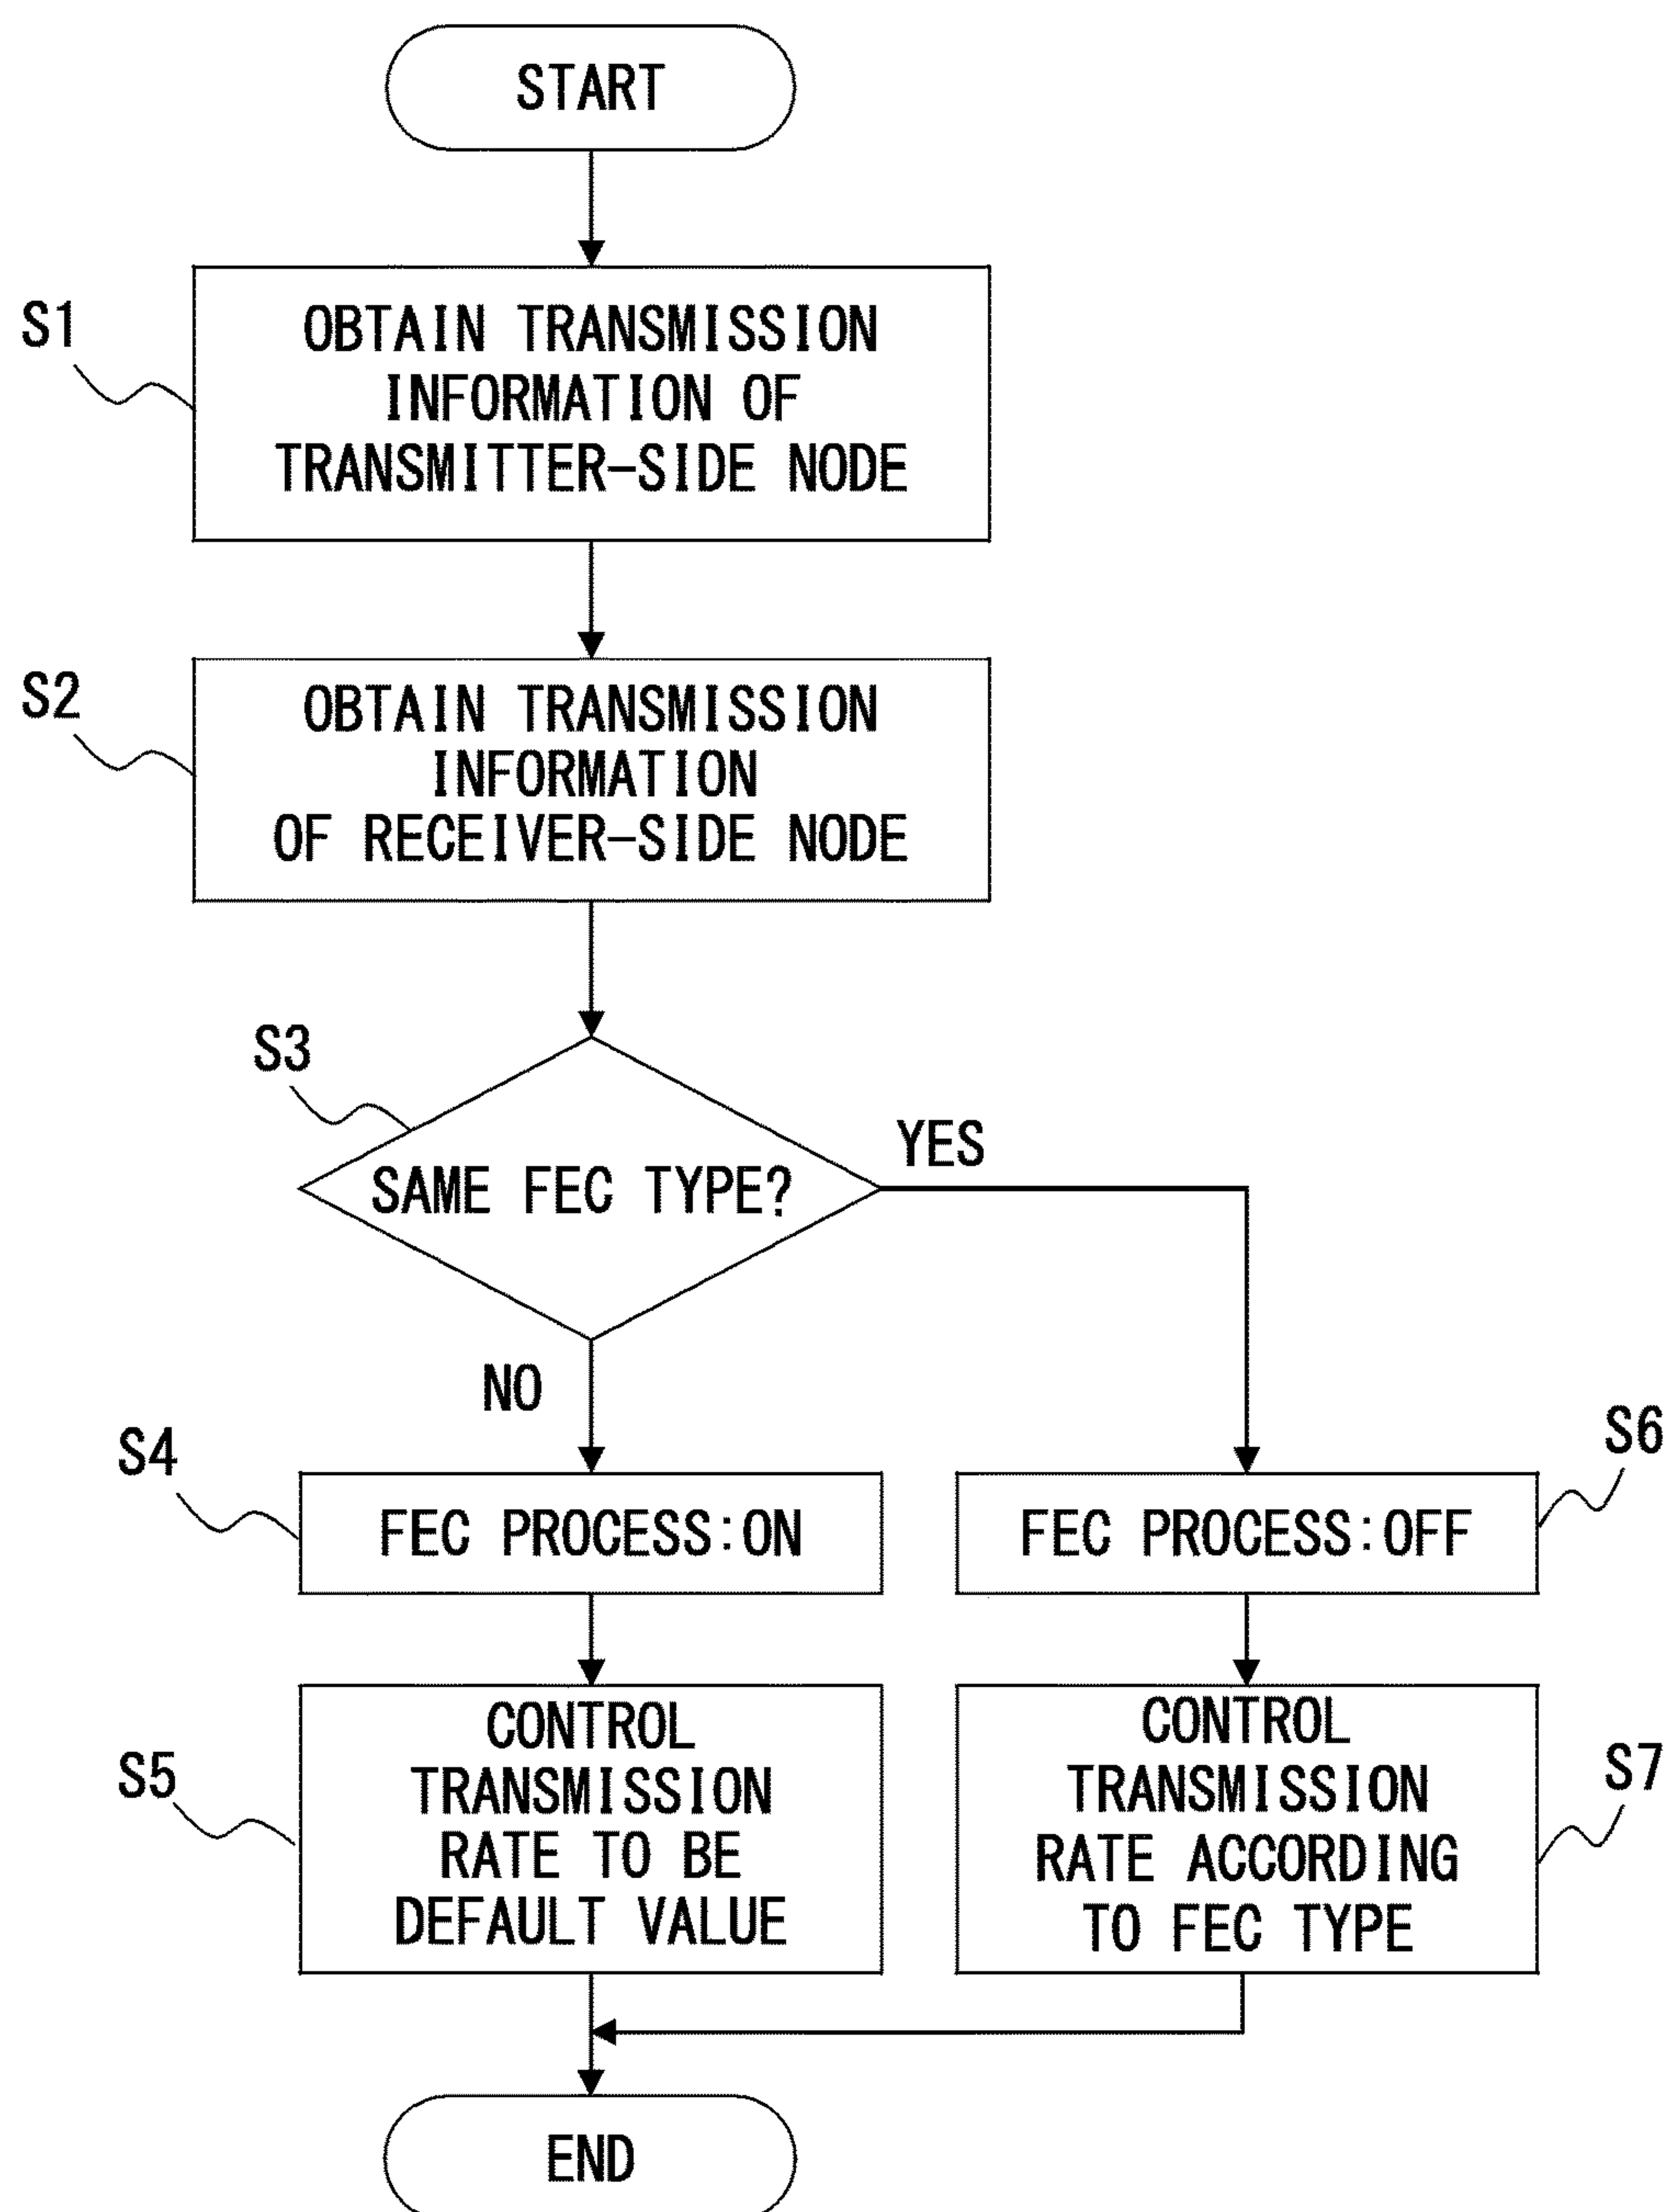 START
S1
OBTAIN TRANSMISSION
INFORMATION OF
TRANSMITTER-SIDE NODE
S2
OBTAIN TRANSMISSION
INFORMATION
OF RECEIVER-SIDE NODE
S3
SAME FEC TYPE?
YES
NO
S4
FEC PROCESS:ON
S6
FEC PROCESS:OFF
S5
CONTROL
TRANSMISSION
RATE TO BE
DEFAULT VALUE
S7
CONTROL
TRANSMISSION
RATE ACCORDING
TO FEC TYPE
END